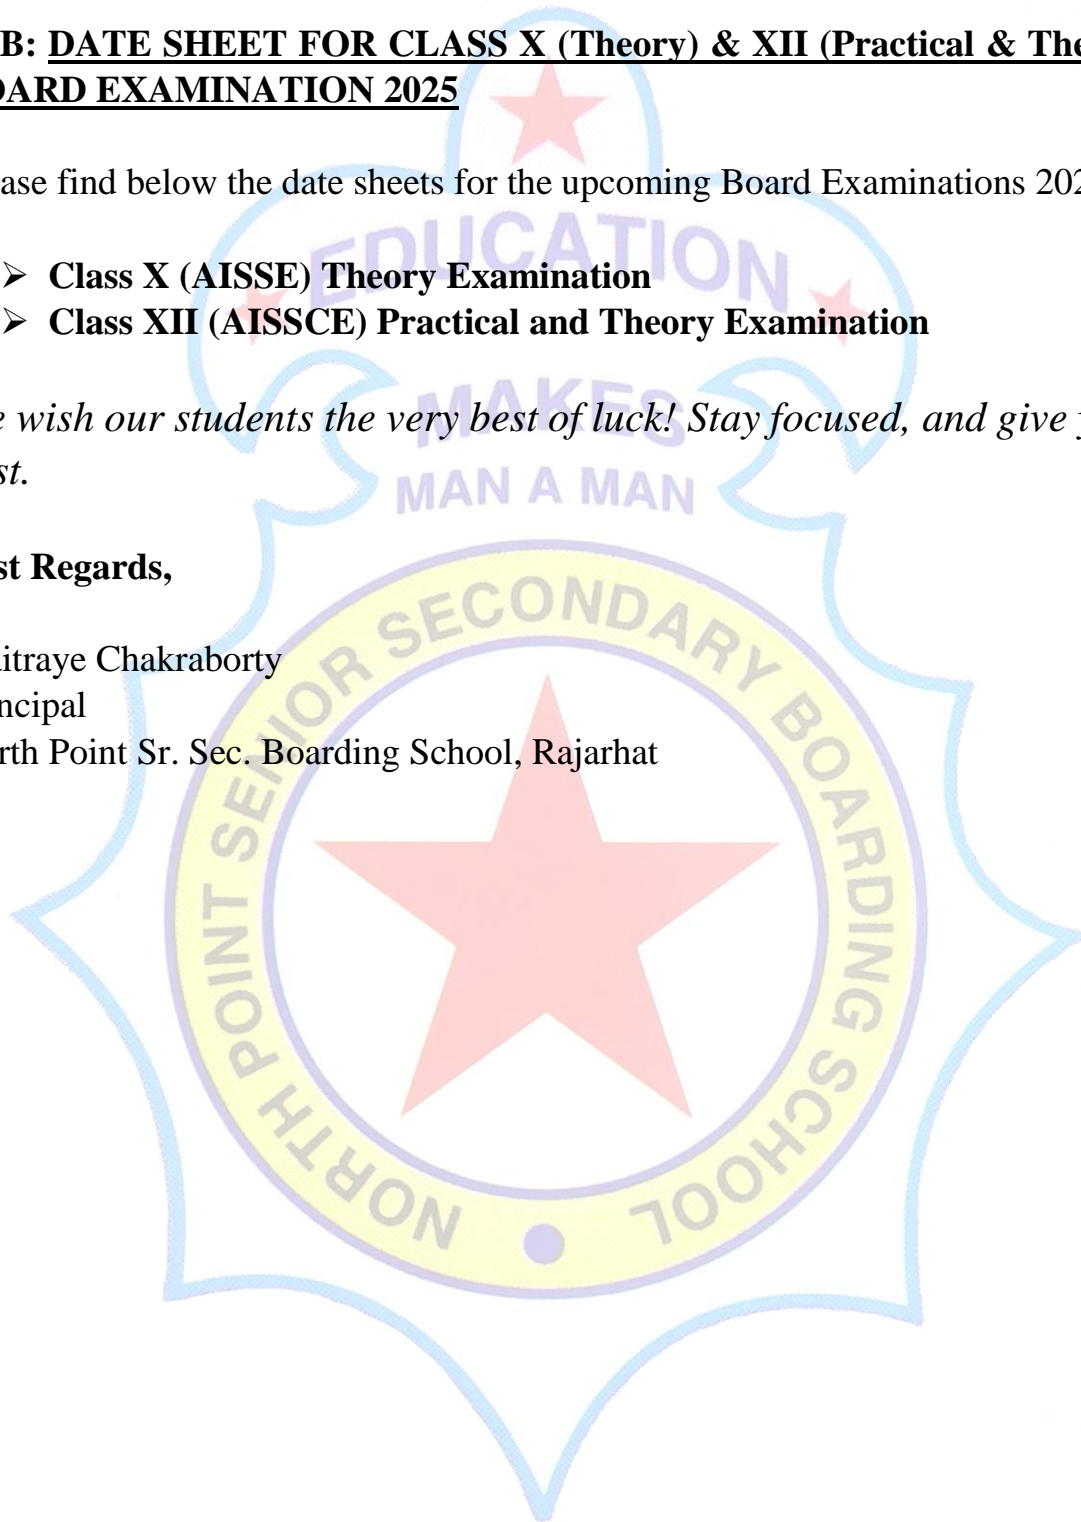 B: DATE SHEET FOR CLASS X (Theory) & XII (Practical & The
OARD EXAMINATION 2025
ase find below the date sheets for the upcoming Board Examinations 202
➢ Class X (AISSE) Theory Examination
➢ Class XII (AISSCE) Practical and Theory Examination
e wish our students the very best of luck! Stay focused, and give y
st.
st Regards,
itraye Chakraborty
ncipal
rth Point Sr. Sec. Boarding School, Rajarhat
EDUCATION
MAKES
MAN A MAN
NORTH POINT SENIOR SECONDARY BOARDING SCHOOL